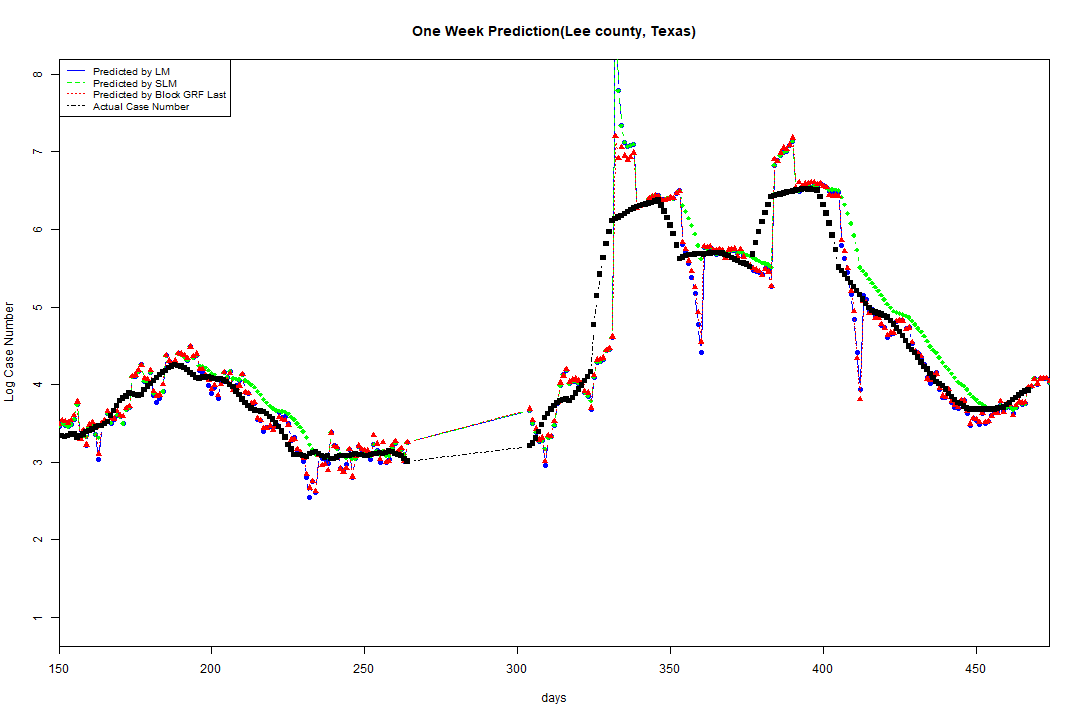 One Week Prediction(Lee county, Texas)
Predicted by LM
Predicted by SLM
Predicted by Block GRF Last
Actual Case Number
8
7
6
5
4
3
2
1
Log Case Number
150 200 250 300 350 400 450
days